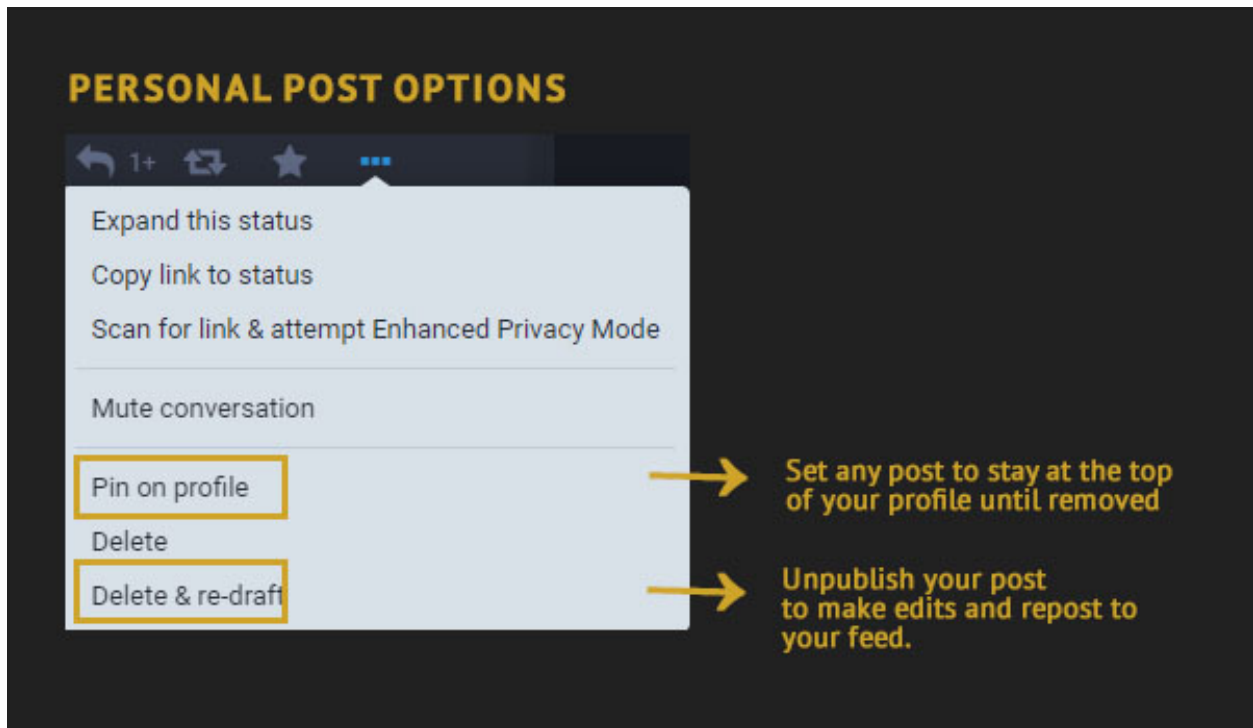 PERSONAL POST OPTIONS
1+
Expand this status
Copy link to status
Scan for link & attempt Enhanced Privacy Mode
Mute conversation
Pin on profile
Set any post to stay at the top
of your profile until removed
Delete
Delete & re-draft
Unpublish your post
to make edits and repost to
your feed.